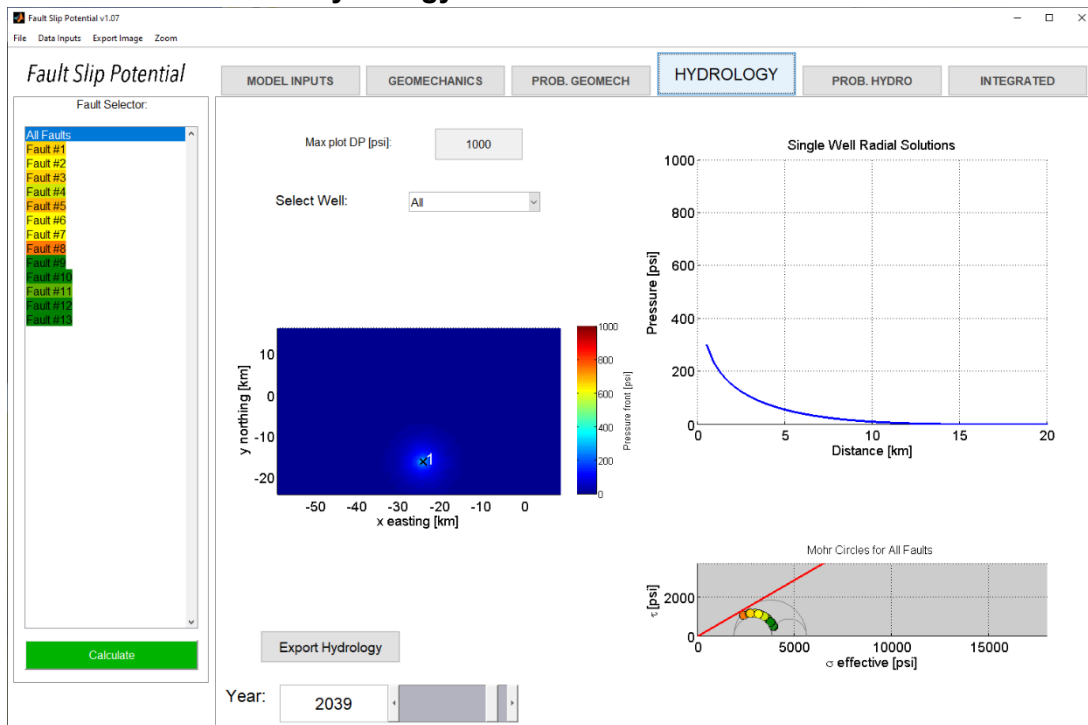 Fault Slip Potential v1.07
File Data Inputs Export Image Zoom
Fault Slip Potential
MODEL INPUTS
GEOMECHANICS
PROB. GEOMECH
HYDROLOGY
PROB. HYDRO
INTEGRATED
Fault Selector:
All Faults
Fault #1
Fault #2
Fault #3
Fault #4
Fault #5
Fault #6
Fault #7
Fault #8
Fault #9
Fault #10
Fault #11
Fault #12
Fault #13
Calculate
Max plot DP [psi]:
1000
Select Well:
All
10
0
-10
-20
y northing [km]
1
-50 -40 -30 -20 -10 0
x easting [km]
1000
800
600
400
200
0
Pressure front [psi]
Export Hydrology
Year:
2039
Single Well Radial Solutions
1000
800
600
400
200
0
Pressure [psi]
0 5 10 15 20
Distance [km]
Mohr Circles for All Faults
2000
0
τ [psi]
0 5000 10000 15000
σ effective [psi]